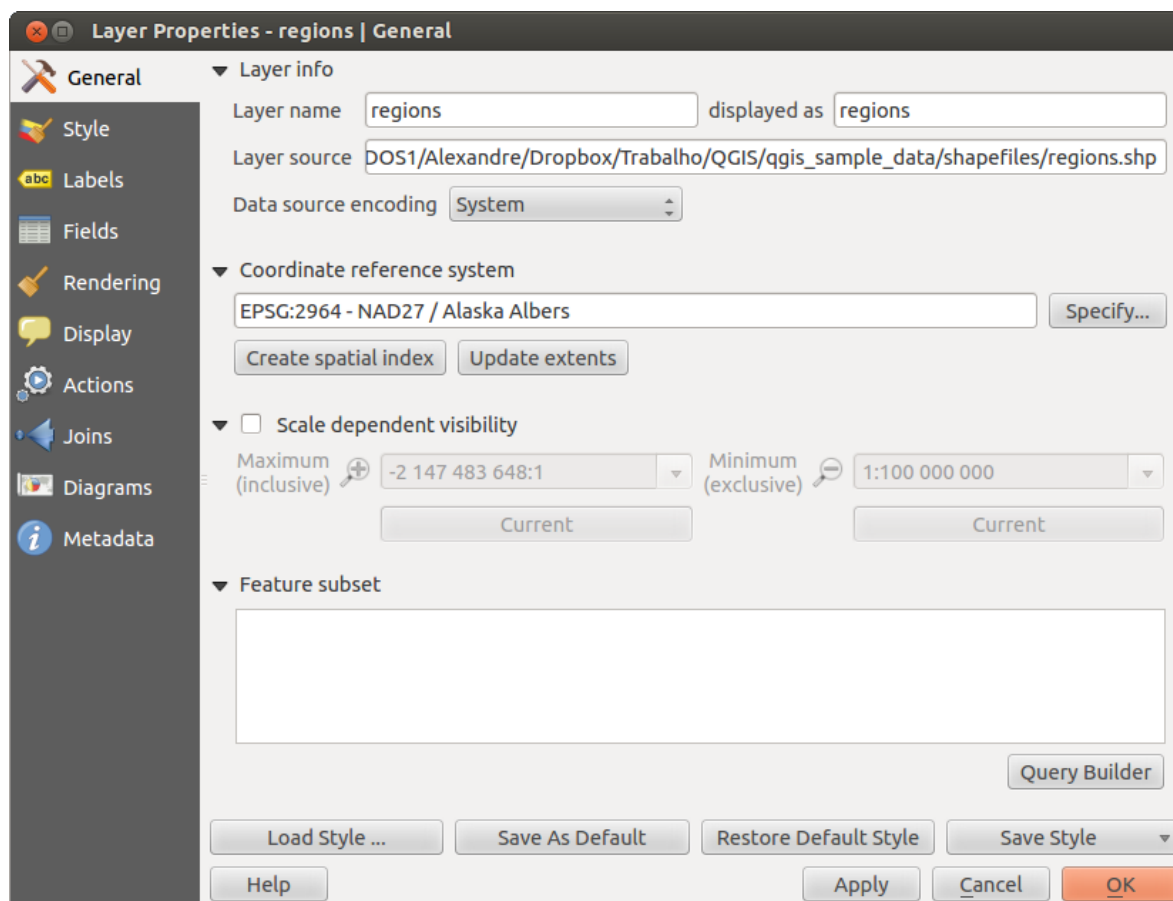 Layer Properties - regions | General
General
Style
abc Labels
Fields
Rendering
Display
Actions
Joins
Diagrams
i Metadata
Layer info
Layer name regions displayed as regions
Layer source DOS1/Alexandre/Dropbox/Trabalho/QGIS/qgis_sample_data/shapefiles/regions.shp
Data source encoding System
Coordinate reference system
EPSG:2964 - NAD27 / Alaska Albers Specify...
Create spatial index Update extents
Scale dependent visibility
Maximum (inclusive) -2 147 483 648:1 Minimum (exclusive) 1:100 000 000
Current Current
Feature subset
Query Builder
Load Style ... Save As Default Restore Default Style Save Style
Help Apply Cancel OK